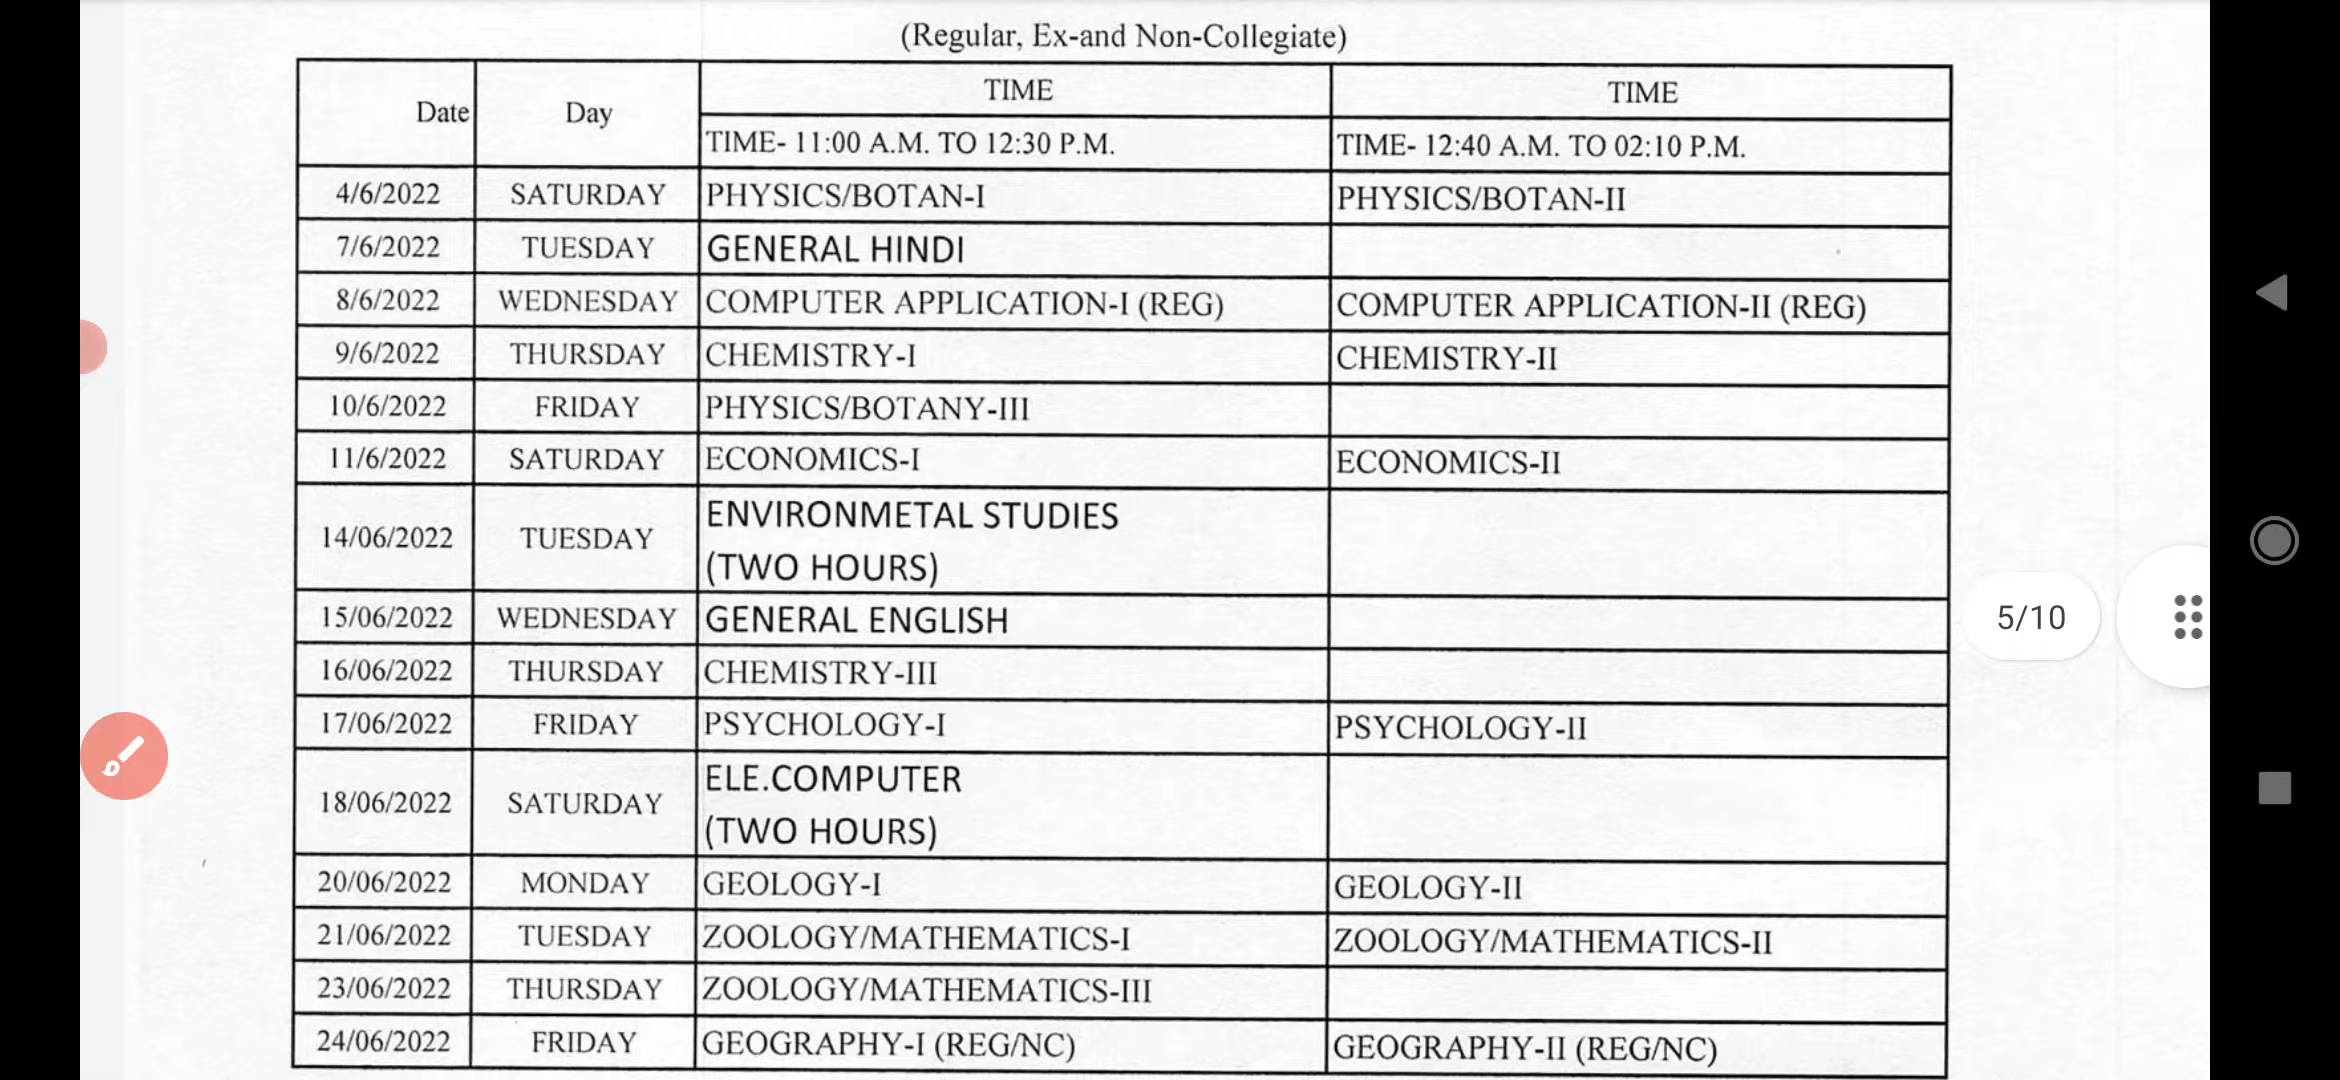 (Regular, Ex-and Non-Collegiate)
Date Day TIME TIME
TIME- 11:00 A.M. TO 12:30 P.M. TIME- 12:40 A.M. TO 02:10 P.M.
4/6/2022 SATURDAY PHYSICS/BOTAN-I PHYSICS/BOTAN-II
7/6/2022 TUESDAY GENERAL HINDI
8/6/2022 WEDNESDAY COMPUTER APPLICATION-I (REG) COMPUTER APPLICATION-II (REG)
9/6/2022 THURSDAY CHEMISTRY-I CHEMISTRY-II
10/6/2022 FRIDAY PHYSICS/BOTANY-III
11/6/2022 SATURDAY ECONOMICS-I ECONOMICS-II
14/06/2022 TUESDAY ENVIRONMETAL STUDIES
(TWO HOURS)
15/06/2022 WEDNESDAY GENERAL ENGLISH
16/06/2022 THURSDAY CHEMISTRY-III
17/06/2022 FRIDAY PSYCHOLOGY-I PSYCHOLOGY-II
18/06/2022 SATURDAY ELE.COMPUTER
(TWO HOURS)
20/06/2022 MONDAY GEOLOGY-I GEOLOGY-II
21/06/2022 TUESDAY ZOOLOGY/MATHEMATICS-I ZOOLOGY/MATHEMATICS-II
23/06/2022 THURSDAY ZOOLOGY/MATHEMATICS-III
24/06/2022 FRIDAY GEOGRAPHY-I (REG/NC) GEOGRAPHY-II (REG/NC)
5/10